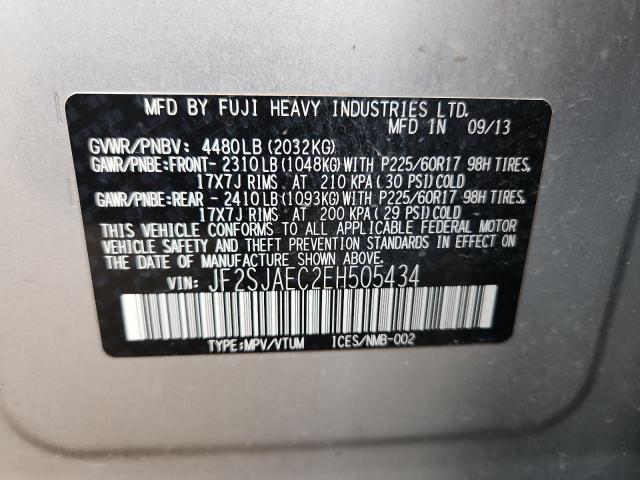 MFD BY FUJI HEAVY INDUSTRIES LTD.
MFD IN 09/13
GVWR/PNBV: 4480LB (2032KG)
GAWR/PNBE:FRONT- 2310LB(1048KG)WITH P225/60R17 98H TIRES,
17X7J RIMS AT 210 KPA(30 PSI)COLD
GAWR/PNBE:REAR - 2410LB(1093KG)WITH P225/60R17 98H TIRES,
17X7J RIMS AT 200 KPA(29 PSI)COLD
THIS VEHICLE CONFORMS TO ALL APPLICABLE FEDERAL MOTOR
VEHICLE SAFETY AND THEFT PREVENTION STANDARDS IN EFFECT
ON THE DATE OF MANUFACTURE SHOWN ABOVE.
VIN: JF2SJAEC2EH505434
TYPE:MPV/VTUM ICES/NMB-002